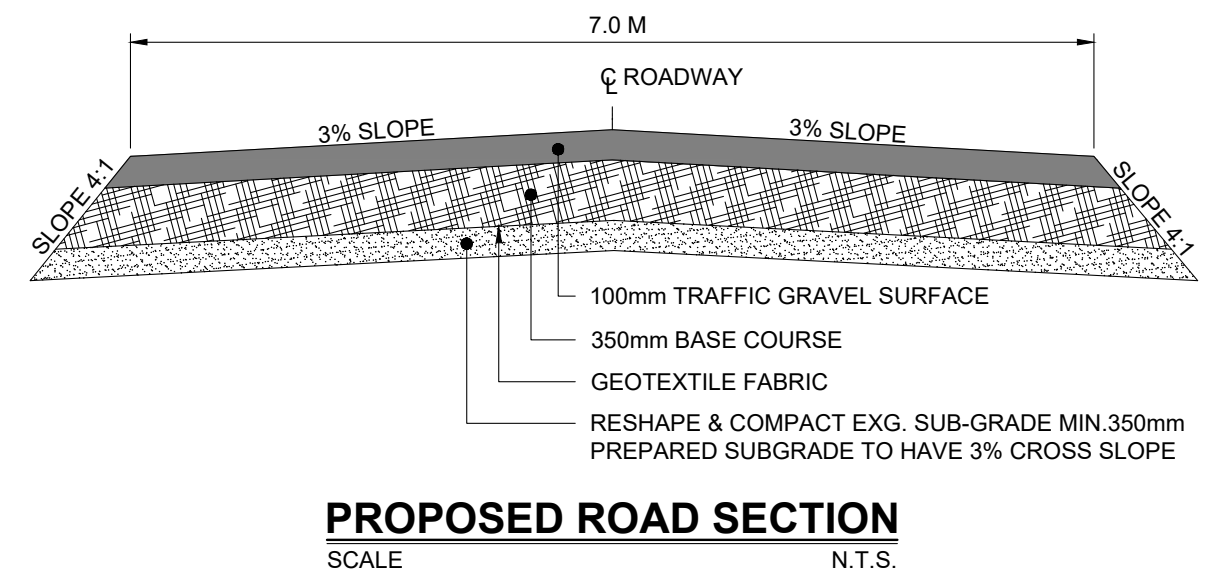 7.0 M
℄ ROADWAY
3% SLOPE
3% SLOPE
SLOPE 4:1
SLOPE 4:1
100mm TRAFFIC GRAVEL SURFACE
350mm BASE COURSE
GEOTEXTILE FABRIC
RESHAPE & COMPACT EXG. SUB-GRADE MIN.350mm
PREPARED SUBGRADE TO HAVE 3% CROSS SLOPE
PROPOSED ROAD SECTION
SCALE N.T.S.